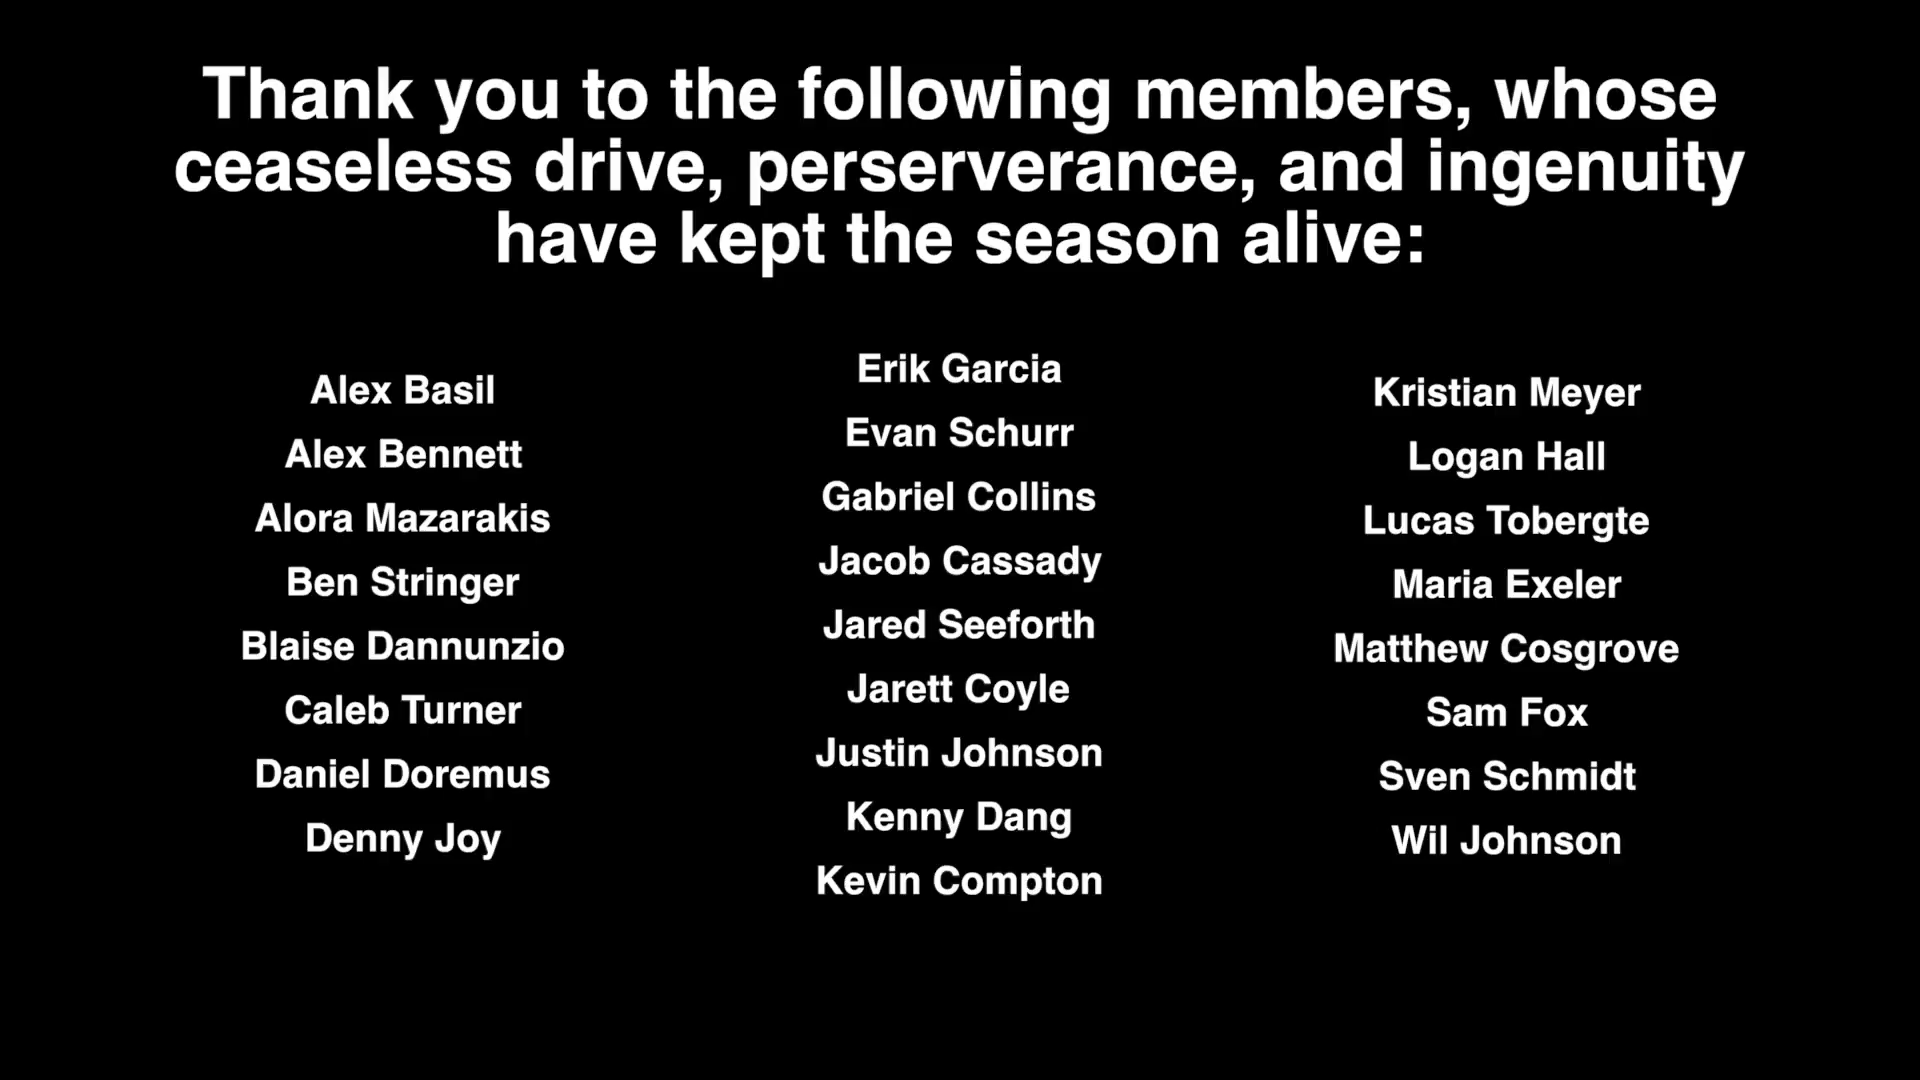 Thank you to the following members, whose
ceaseless drive, perserverance, and ingenuity
have kept the season alive:
Alex Basil
Alex Bennett
Alora Mazarakis
Ben Stringer
Blaise Dannunzio
Caleb Turner
Daniel Doremus
Denny Joy
Erik Garcia
Evan Schurr
Gabriel Collins
Jacob Cassady
Jared Seeforth
Jarett Coyle
Justin Johnson
Kenny Dang
Kevin Compton
Kristian Meyer
Logan Hall
Lucas Tobergte
Maria Exeler
Matthew Cosgrove
Sam Fox
Sven Schmidt
Wil Johnson